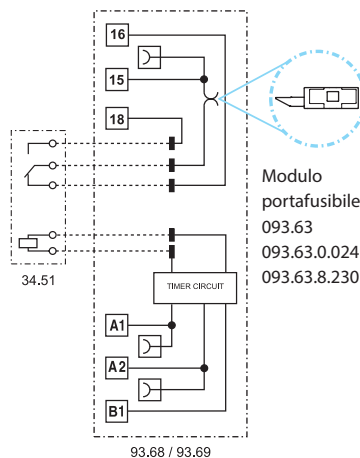 16
15
18
34.51
Modulo
portafusibile
093.63
093.63.0.024
093.63.8.230
TIMER CIRCUIT
A1
A2
B1
93.68 / 93.69